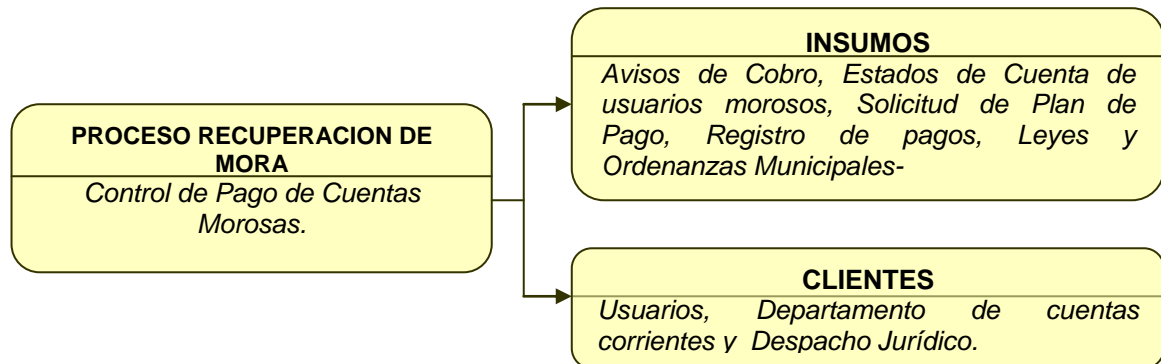 PROCESO RECUPERACION DE
MORA
Control de Pago de Cuentas
Morosas.
INSUMOS
Avisos de Cobro, Estados de Cuenta de
usuarios morosos, Solicitud de Plan de
Pago, Registro de pagos, Leyes y
Ordenanzas Municipales-
CLIENTES
Usuarios, Departamento de cuentas
corrientes y Despacho Jurídico.